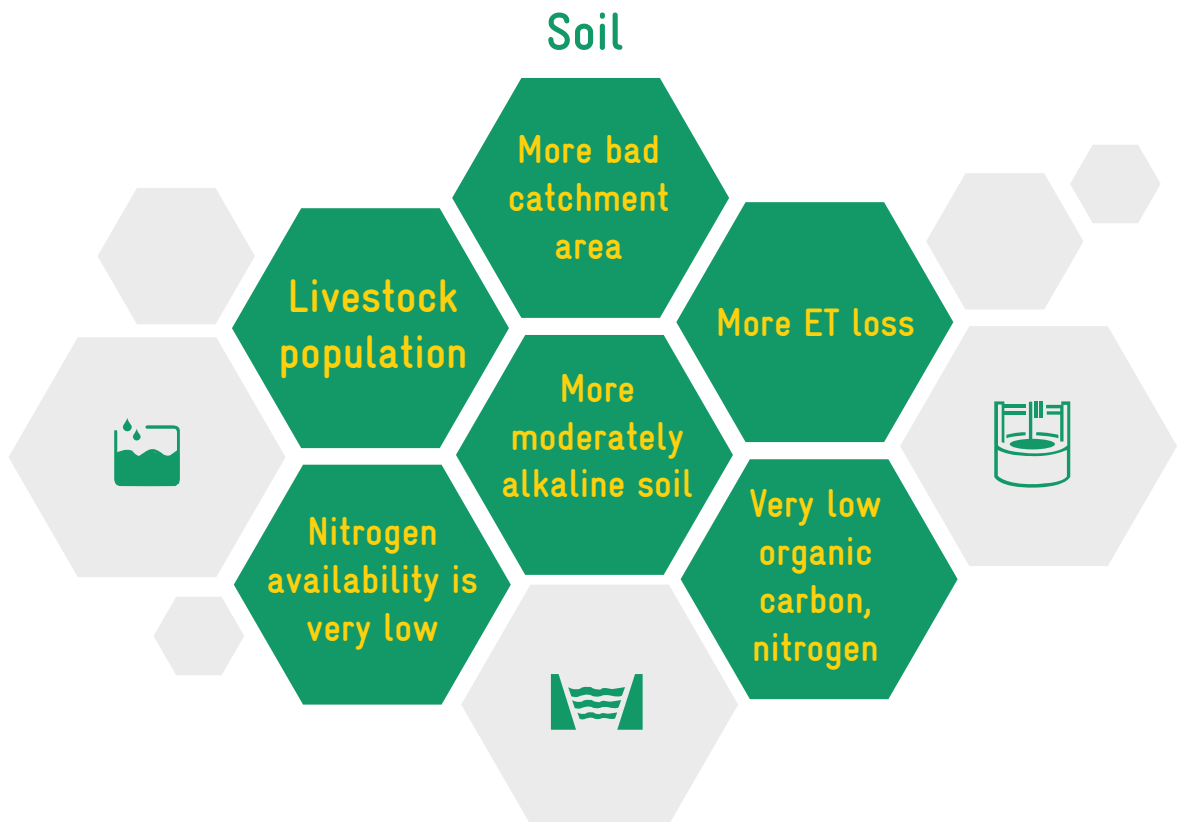 Soil
More bad
catchment
area
Livestock
population
More ET loss
More
moderately
alkaline soil
Nitrogen
availability is
very low
Very low
organic
carbon,
nitrogen